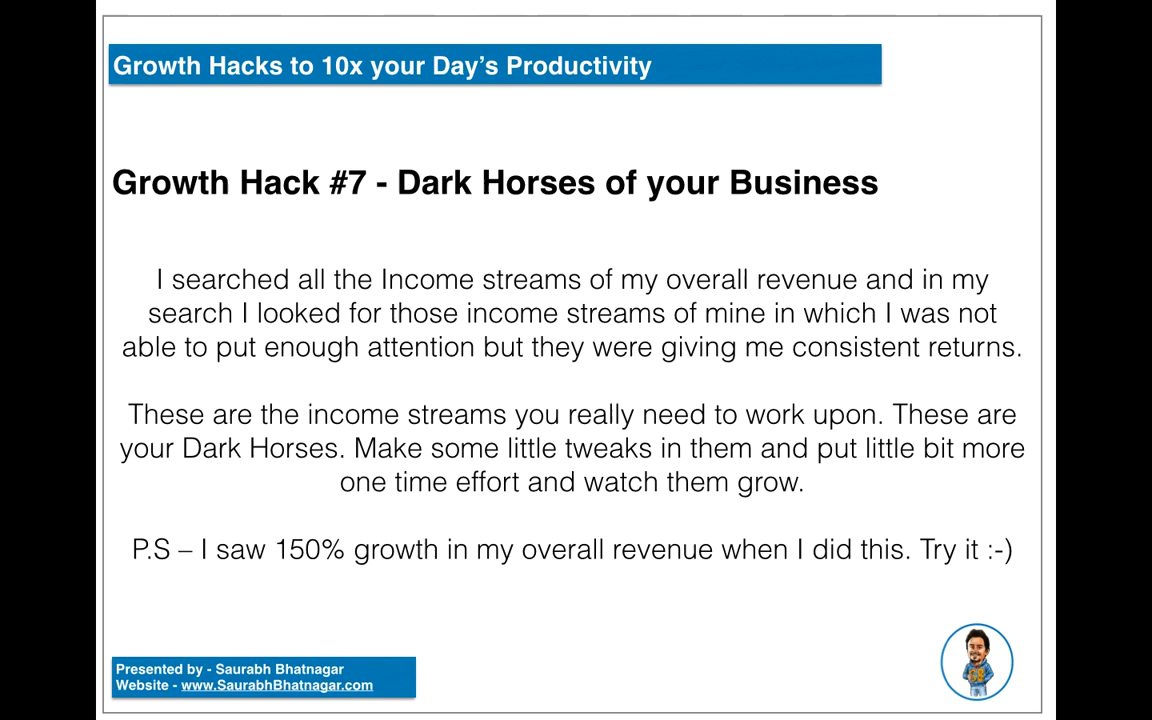 Growth Hacks to 10x your Day's Productivity
Growth Hack #7 - Dark Horses of your Business
I searched all the Income streams of my overall revenue and in my
search I looked for those income streams of mine in which I was not
able to put enough attention but they were giving me consistent returns.
These are the income streams you really need to work upon. These are
your Dark Horses. Make some little tweaks in them and put little bit more
one time effort and watch them grow.
P.S – I saw 150% growth in my overall revenue when I did this. Try it :-)
Presented by - Saurabh Bhatnagar
Website - www.SaurabhBhatnagar.com